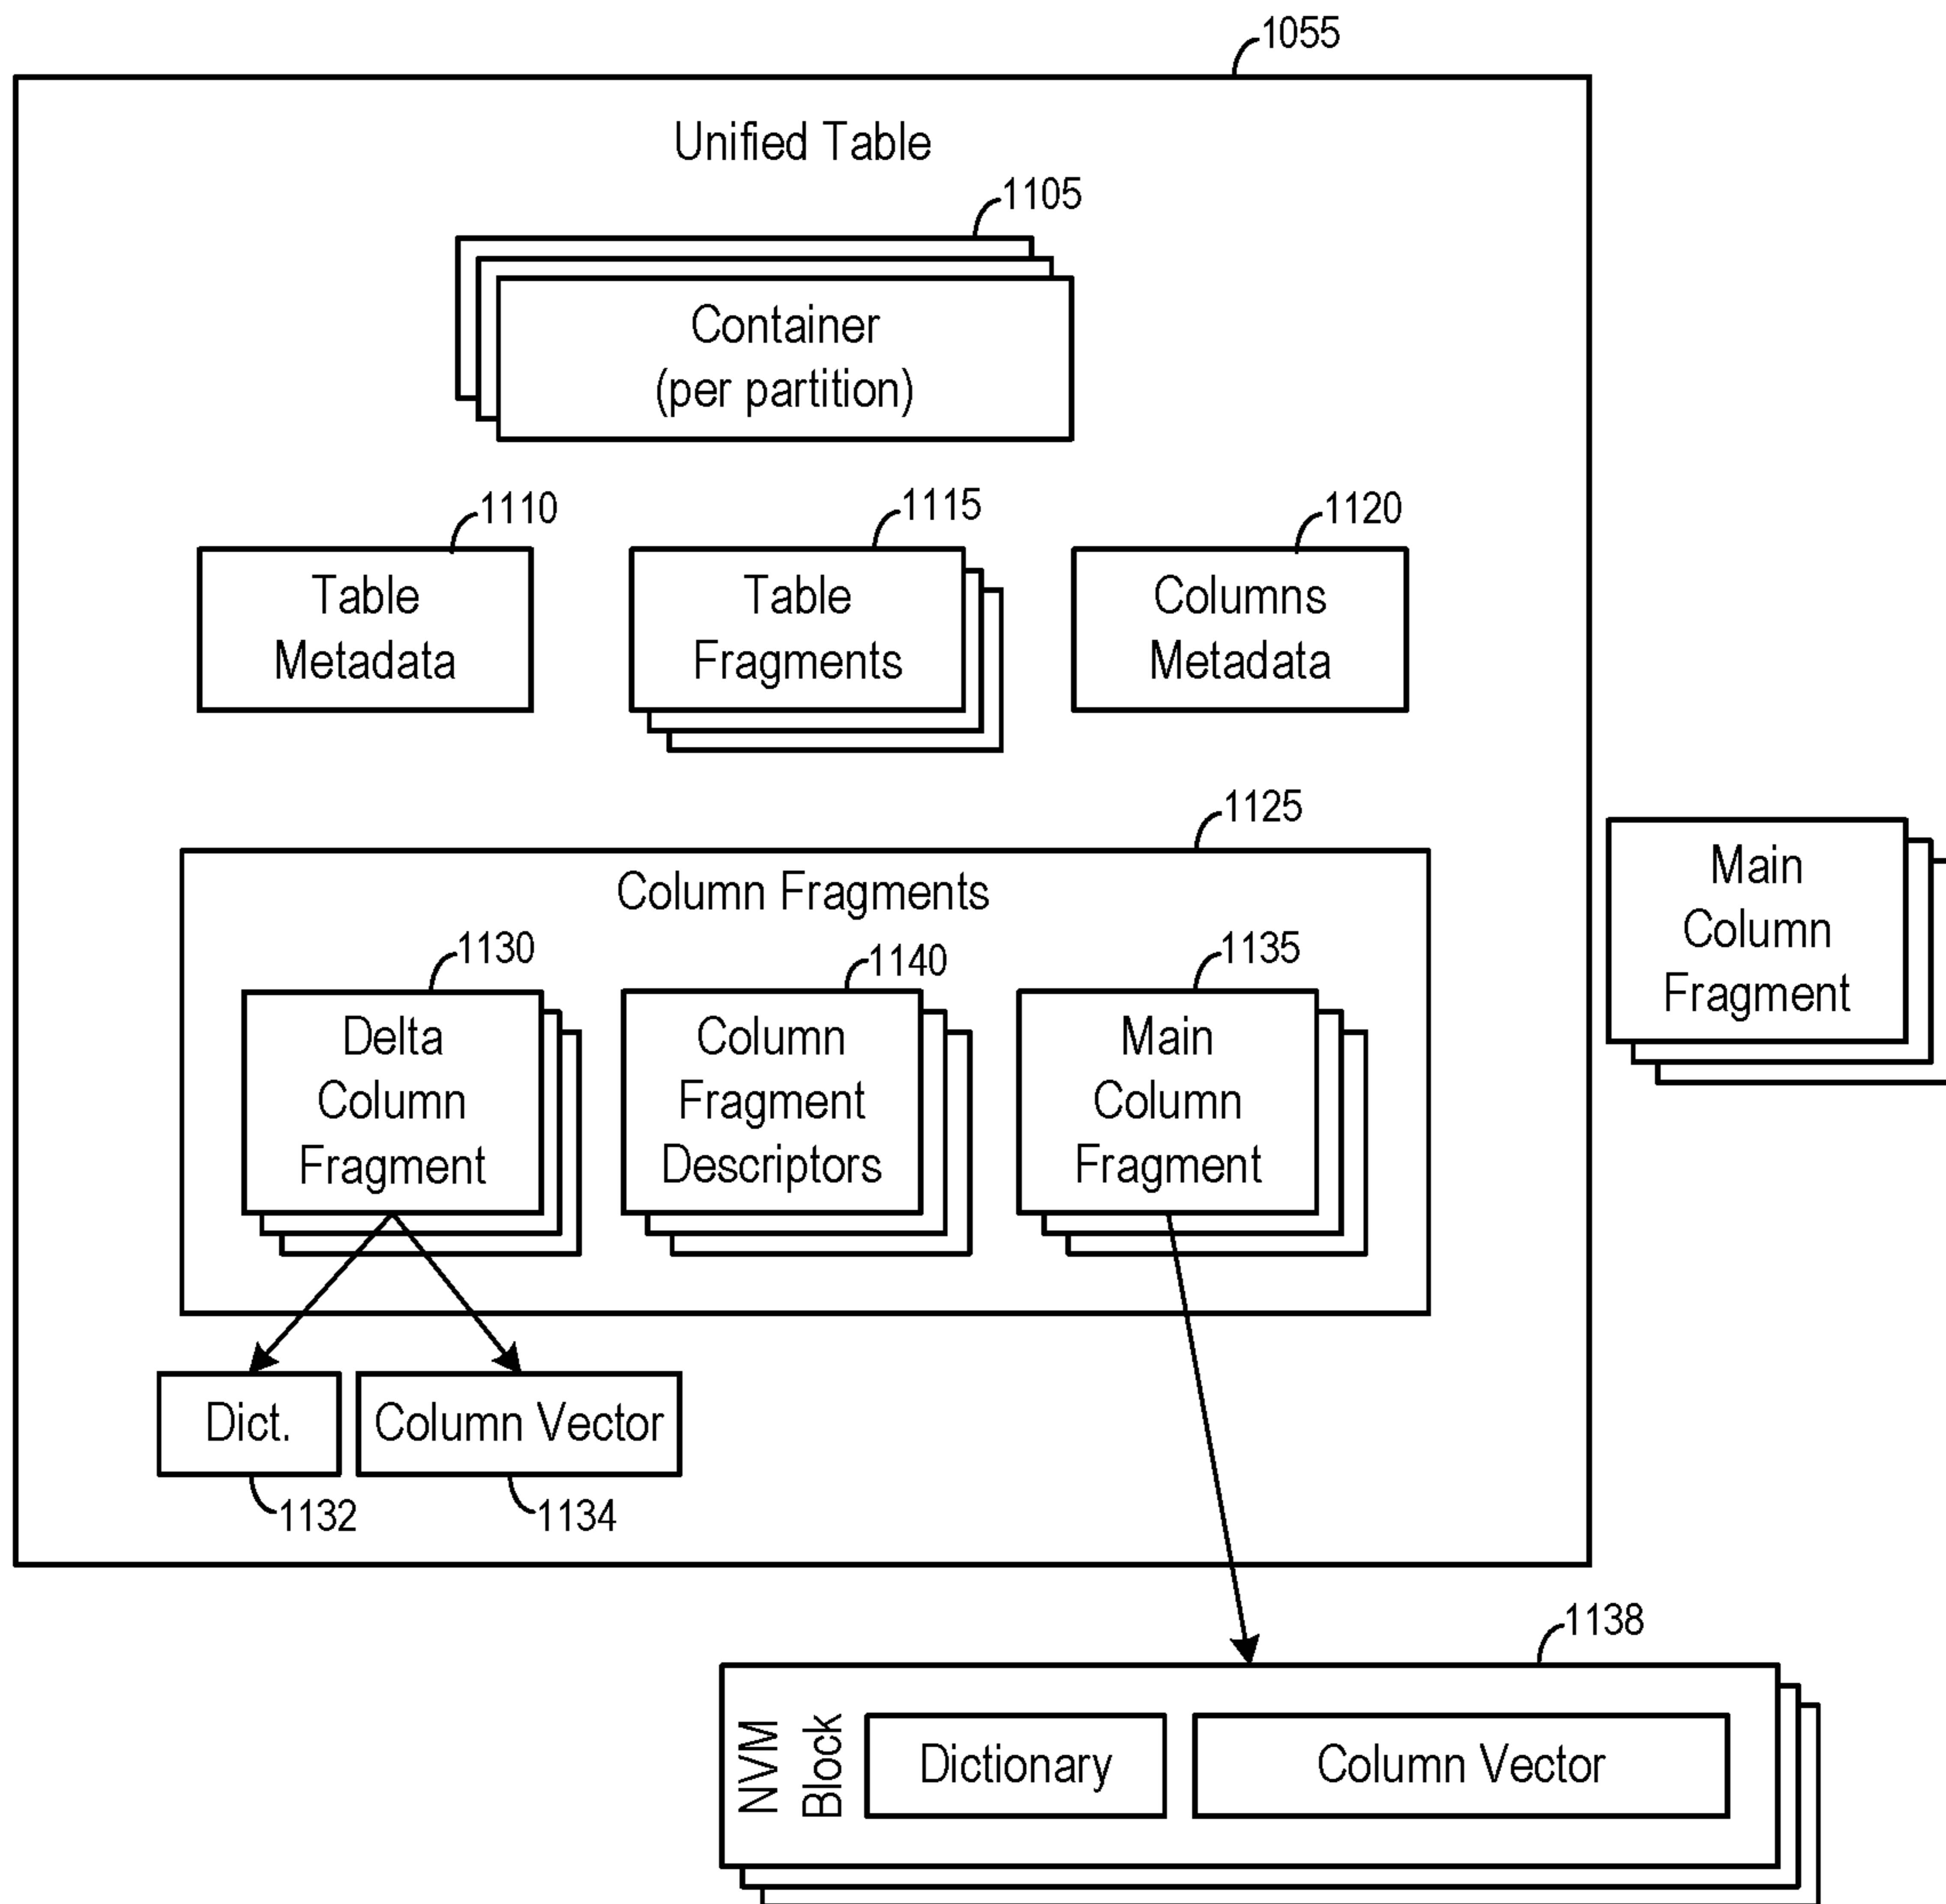 1055
Unified Table
1105
Container
(per partition)
1110
1115
1120
Table
Metadata
Table
Fragments
Columns
Metadata
1125
Column Fragments
1130
1140
1135
Delta
Column
Fragment
Column
Fragment
Descriptors
Main
Column
Fragment
Main
Column
Fragment
Dict.
Column Vector
1132
1134
1138
NVM
Block
Dictionary
Column Vector